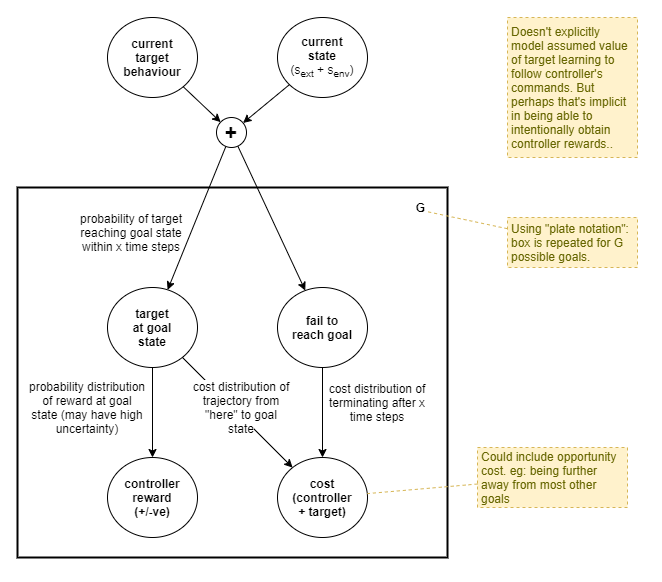 current
target
behaviour
current
state
(s_ext + s_env)
Doesn't explicitly
model assumed value
of target learning to
follow controller's
commands. But
perhaps that's implicit
in being able to
intentionally obtain
controller rewards..
+
G
probability of target
reaching goal state
within x time steps
Using "plate notation":
box is repeated for G
possible goals.
target
at goal
state
fail to
reach goal
probability distribution
of reward at goal
state (may have high
uncertainty)
cost distribution of
trajectory from
"here" to goal
state
cost distribution of
terminating after x
time steps
controller
reward
(+/-ve)
cost
(controller
+ target)
Could include opportunity
cost. eg: being further
away from most other
goals